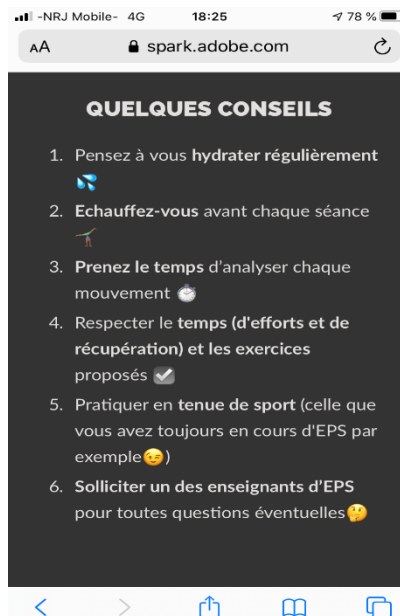 -NRJ Mobile- 4G 18:25 78 %
AA spark.adobe.com
QUELQUES CONSEILS
1. Pensez à vous hydrater régulièrement
💦
2. Echauffez-vous avant chaque séance
🤸
3. Prenez le temps d'analyser chaque
mouvement ⏱
4. Respecter le temps (d'efforts et de
récupération) et les exercices
proposés ☑
5. Pratiquer en tenue de sport (celle que
vous avez toujours en cours d'EPS par
exemple😉)
6. Solliciter un des enseignants d'EPS
pour toutes questions éventuelles🤔